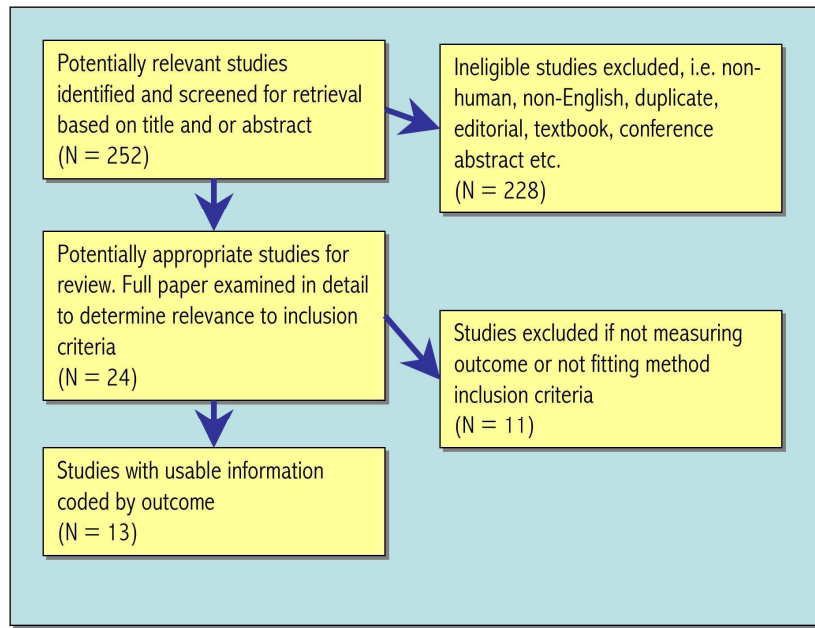 Potentially relevant studies
identified and screened for retrieval
based on title and or abstract
(N = 252)
Ineligible studies excluded, i.e. non-
human, non-English, duplicate,
editorial, textbook, conference
abstract etc.
(N = 228)
Potentially appropriate studies for
review. Full paper examined in detail
to determine relevance to inclusion
criteria
(N = 24)
Studies excluded if not measuring
outcome or not fitting method
inclusion criteria
(N = 11)
Studies with usable information
coded by outcome
(N = 13)